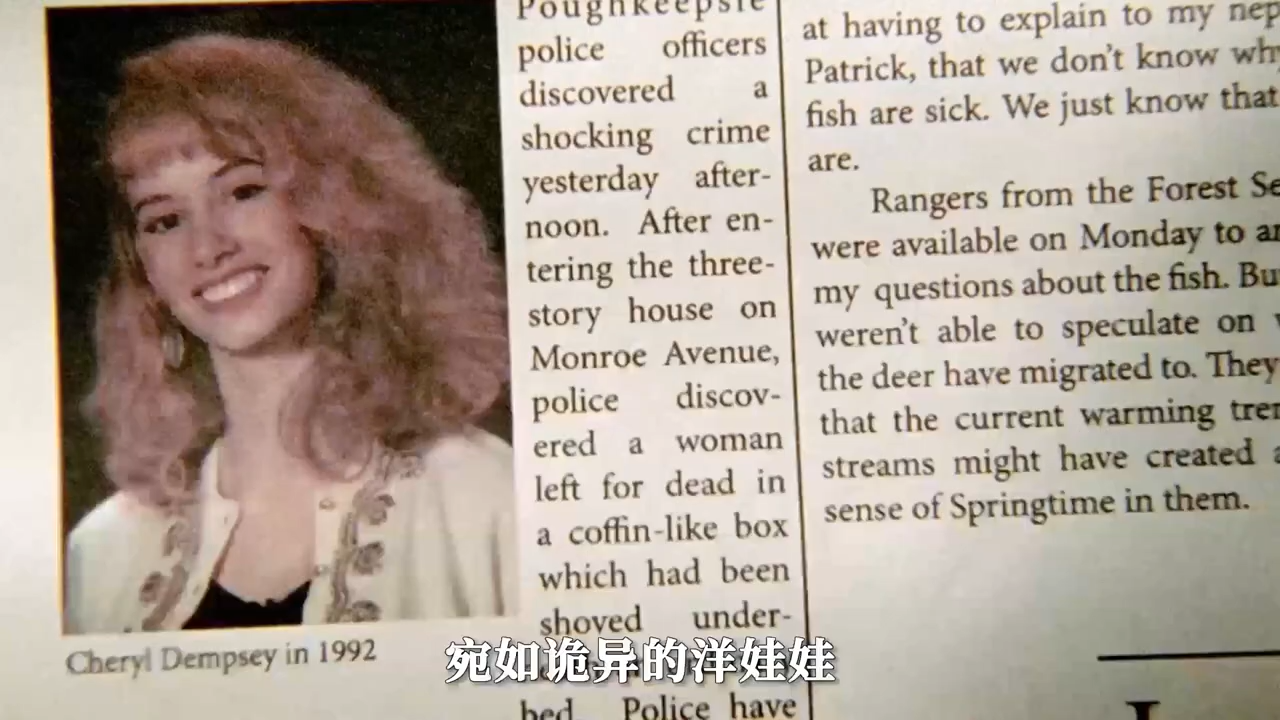 Poughkeepsie
police officers
discovered a
shocking crime
yesterday after-
noon. After en-
tering the three-
story house on
Monroe Avenue,
police discov-
ered a woman
left for dead in
a coffin-like box
which had been
shoved under-
bed. Police have
at having to explain to my nep
Patrick, that we don't know why
fish are sick. We just know that
are.
Rangers from the Forest Se
were available on Monday to an
my questions about the fish. Bu
weren't able to speculate on
the deer have migrated to. They
that the current warming tren
streams might have created a
sense of Springtime in them.
Cheryl Dempsey in 1992
宛如诡异的洋娃娃